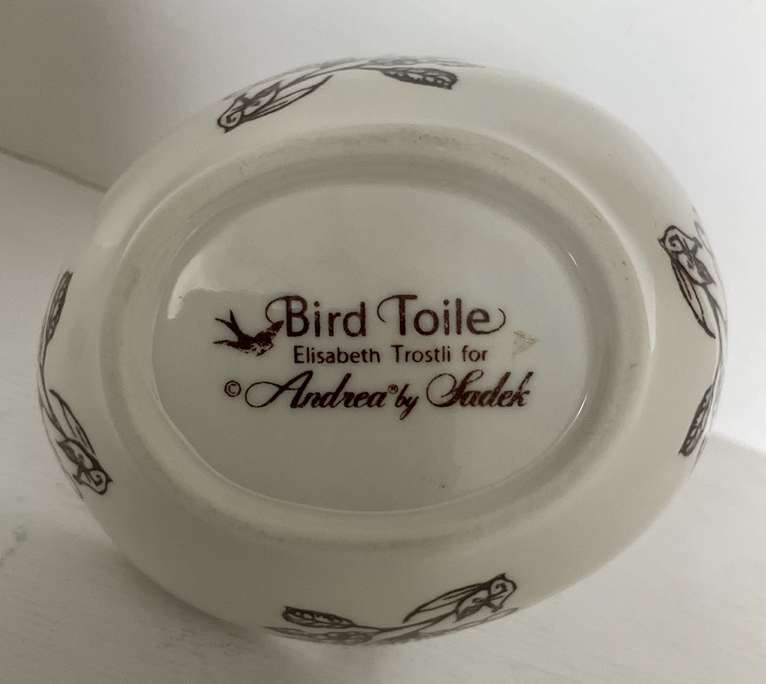 Bird Toile
Elisabeth Trostli for
© Andrea® by Sadek